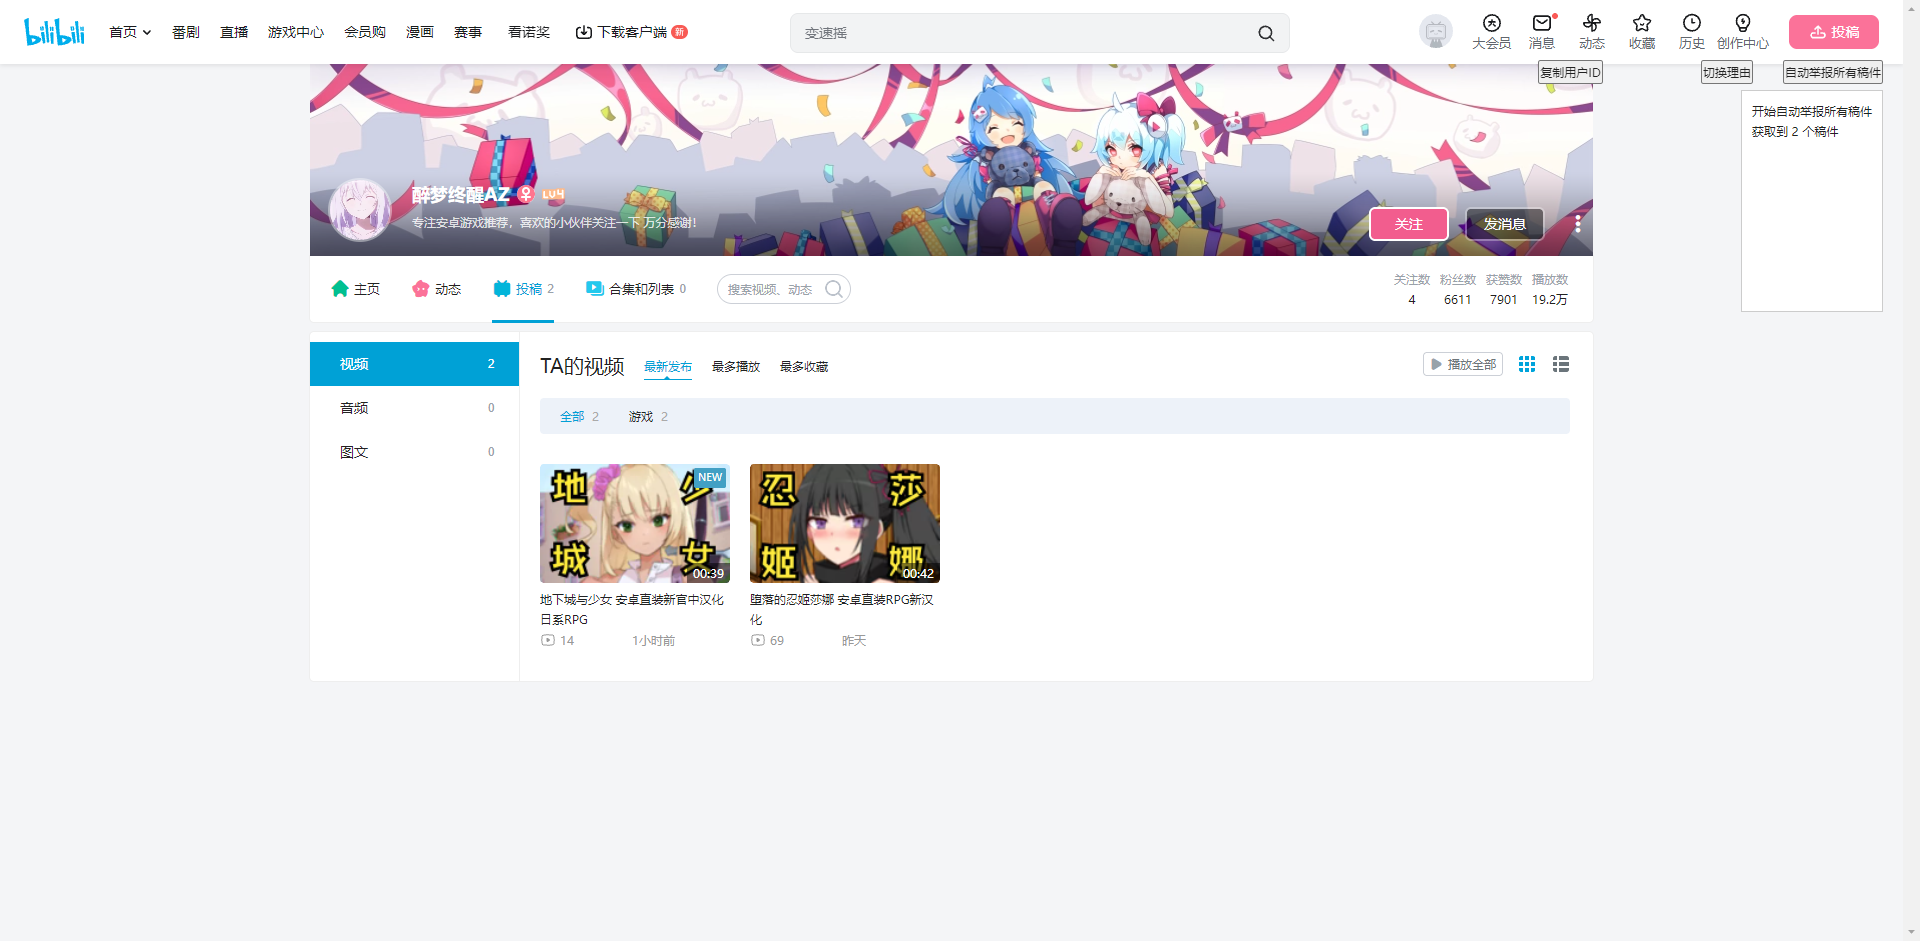 bilibili
首页 番剧 直播 游戏中心 会员购 漫画 赛事 看诺奖 下载客户端 新
变速摇
大会员 消息 动态 收藏 历史 创作中心 投稿
复制用户ID 切换理由 自动举报所有稿件
开始自动举报所有稿件
获取到 2 个稿件
醉梦终醒AZ LV4
专注安卓游戏推荐，喜欢的小伙伴关注一下 万分感谢！
关注 发消息
主页 动态 投稿 2 合集和列表 0 搜索视频、动态
关注数 粉丝数 获赞数 播放数
4 6611 7901 19.2万
视频 2
音频 0
图文 0
TA的视频 最新发布 最多播放 最多收藏 播放全部
全部 2 游戏 2
地 少 NEW
城 女
00:39
忍 莎
姬 娜
00:42
地下城与少女 安卓直装新官中汉化
日系RPG
14 1小时前
堕落的忍姬莎娜 安卓直装RPG新汉
化
69 昨天